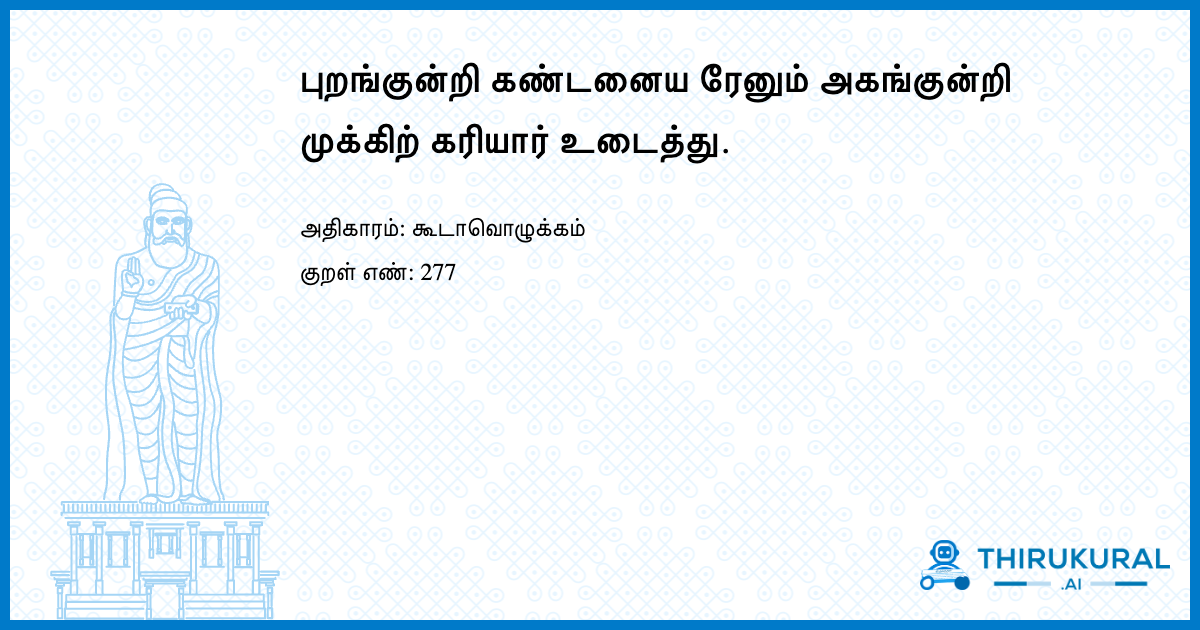 புறங்குன்றி கண்டனைய ரேனும் அகங்குன்றி
முக்கிற் கரியார் உடைத்து.
அதிகாரம்: கூடாவொழுக்கம்
குறள் எண்: 277
THIRUKURAL
.AI